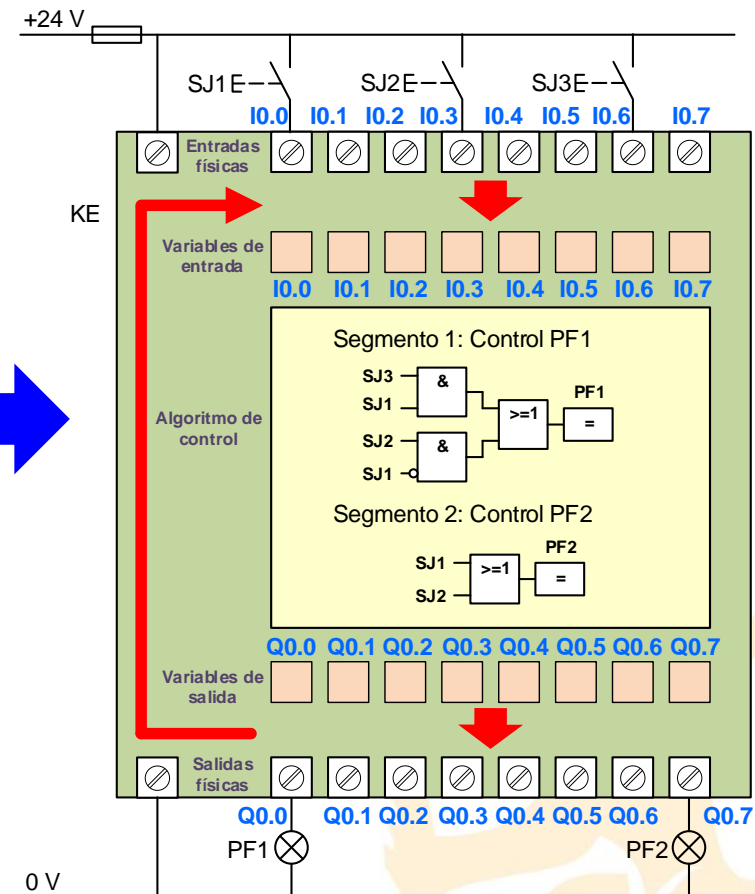 +24 V
SJ1 SJ2 SJ3
I0.0 I0.1 I0.2 I0.3 I0.4 I0.5 I0.6 I0.7
Entradas
físicas
KE
Variables de
entrada
I0.0 I0.1 I0.2 I0.3 I0.4 I0.5 I0.6 I0.7
Algoritmo de
control
Segmento 1: Control PF1
SJ3
&
SJ1
>=1
PF1
=
SJ2
&
SJ1
Segmento 2: Control PF2
SJ1
>=1
PF2
=
SJ2
Q0.0 Q0.1 Q0.2 Q0.3 Q0.4 Q0.5 Q0.6 Q0.7
Variables de
salida
Salidas
físicas
Q0.0 Q0.1 Q0.2 Q0.3 Q0.4 Q0.5 Q0.6 Q0.7
PF1 PF2
0 V